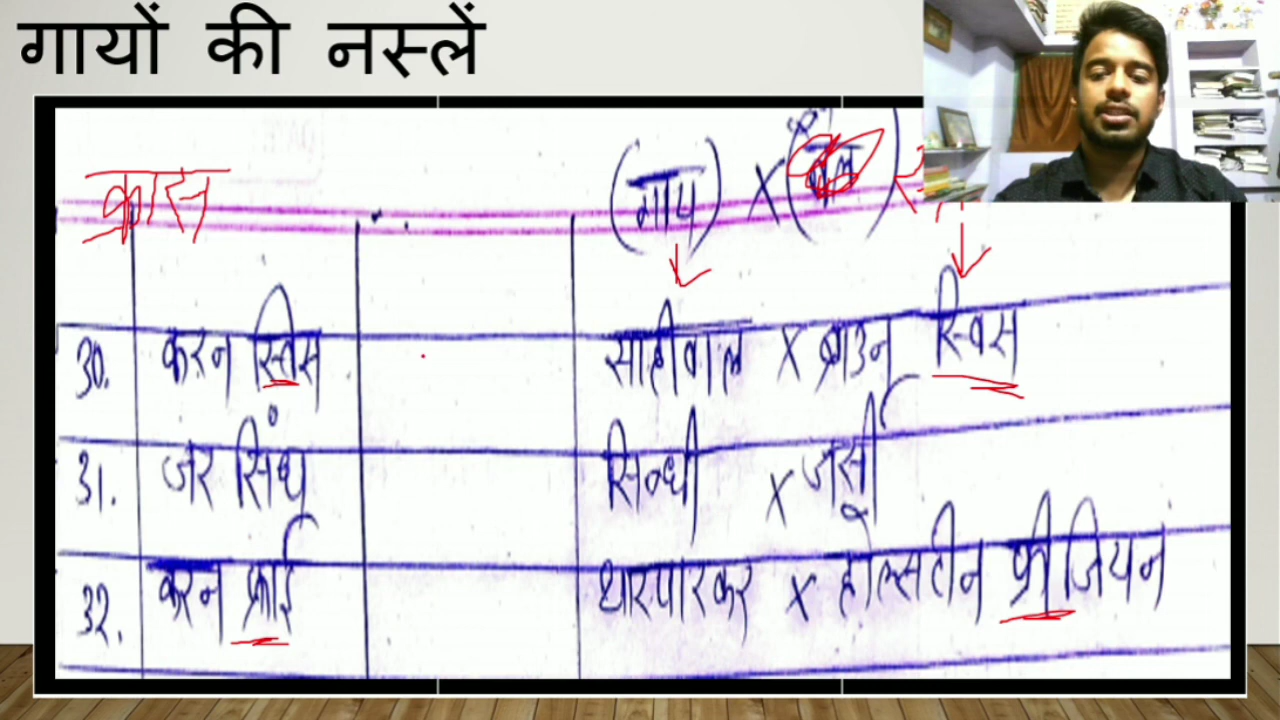 गायों की नस्लें
क्रास
(गाय) X (बैल)
30. करन स्विस साहीवाल X ब्राउन स्विस
31. जर सिंध सिन्धी X जर्सी
32. करन फ्राई थारपारकर X होल्सटीन फ्रीजियन